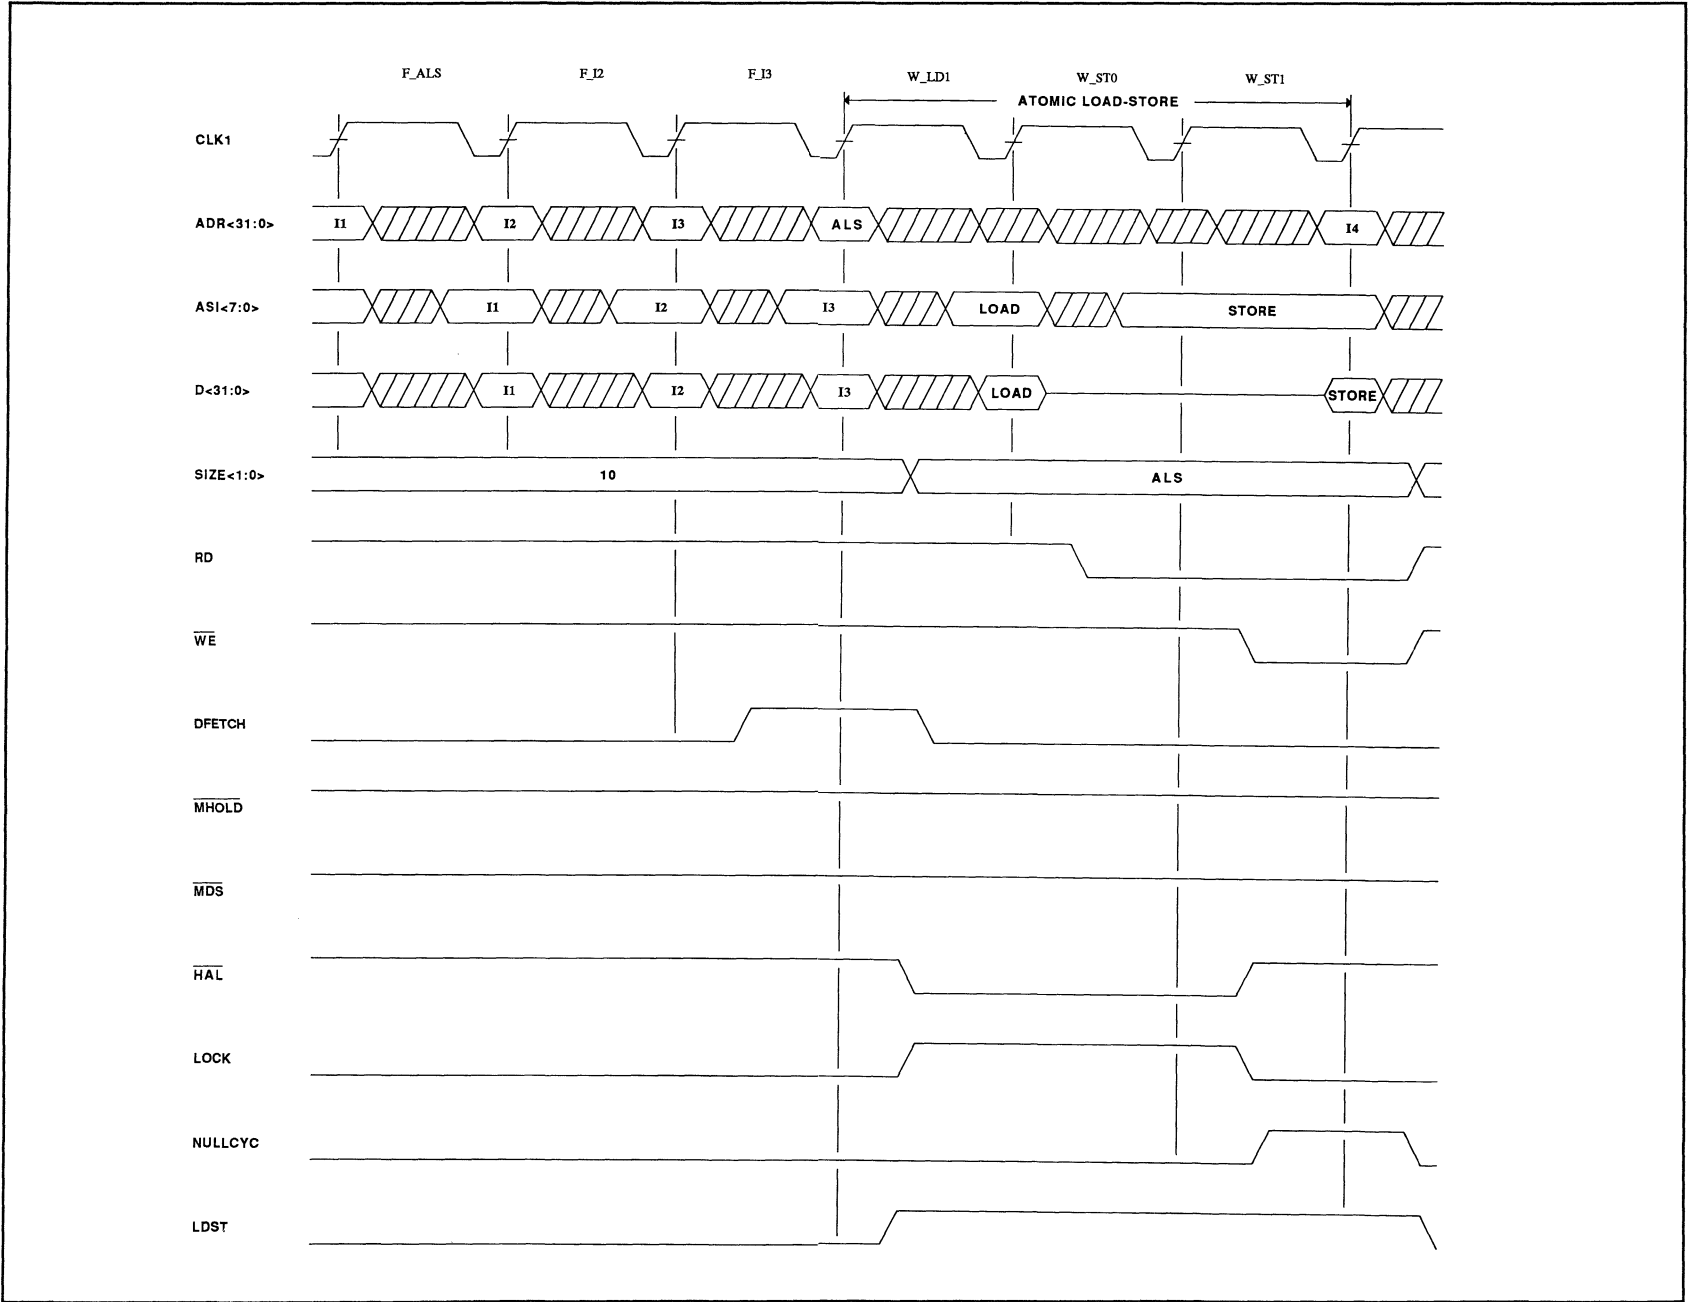 F_ALS F_I2 F_I3 W_LD1 W_ST0 W_ST1
ATOMIC LOAD-STORE
CLK1
ADR<31:0> I1 I2 I3 ALS I4
ASI<7:0> I1 I2 I3 LOAD STORE
D<31:0> I1 I2 I3 LOAD STORE
SIZE<1:0> 10 ALS
RD
WE
DFETCH
MHOLD
MDS
HAL
LOCK
NULLCYC
LDST